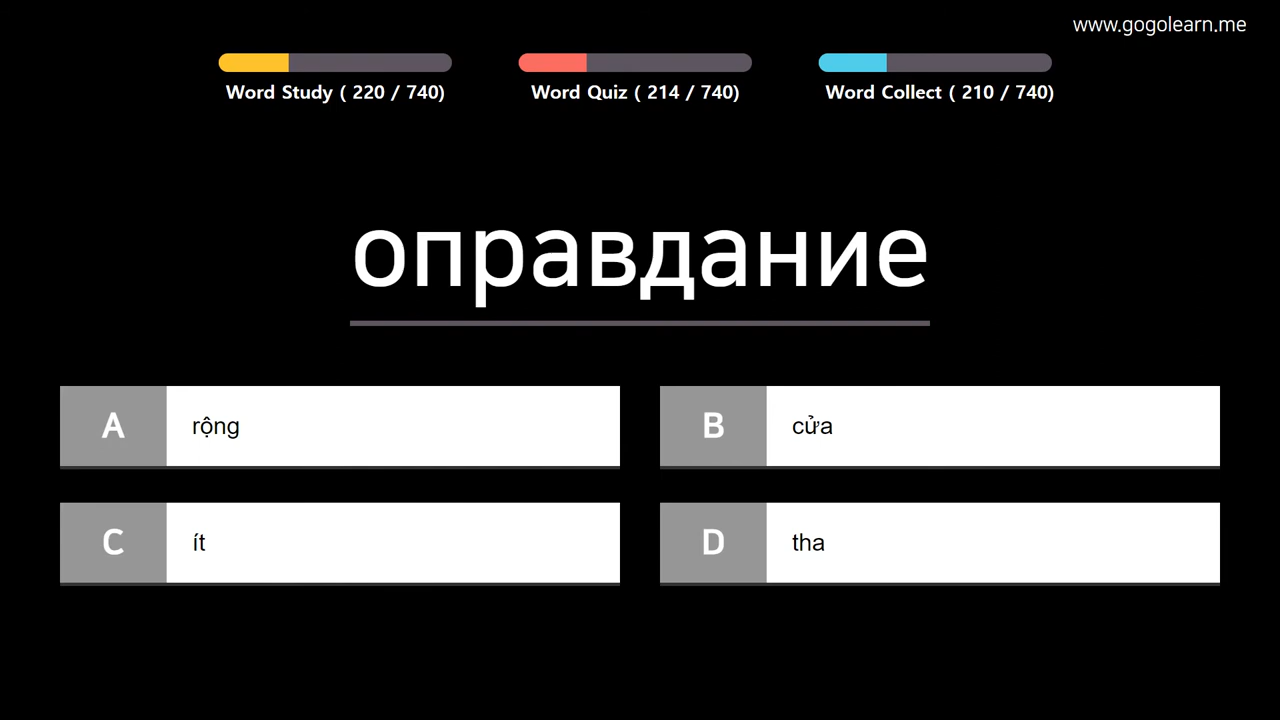 www.gogolearn.me
Word Study ( 220 / 740)
Word Quiz ( 214 / 740)
Word Collect ( 210 / 740)
оправдание
A rộng
B cửa
C ít
D tha